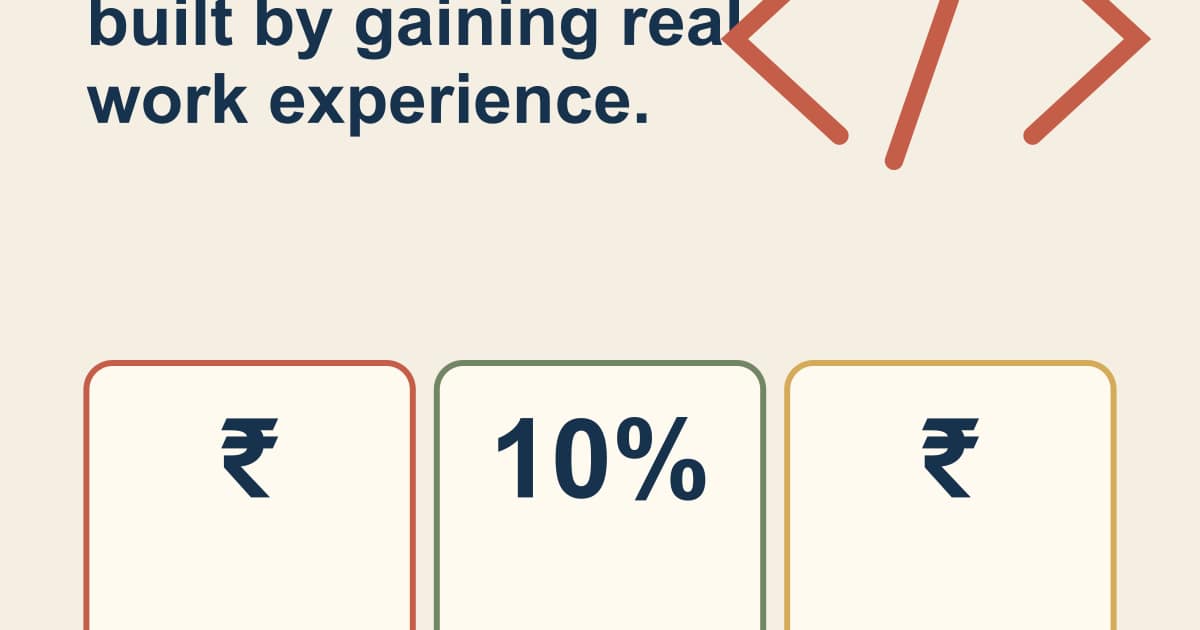 built by gaining real
work experience.
₹ 10% ₹